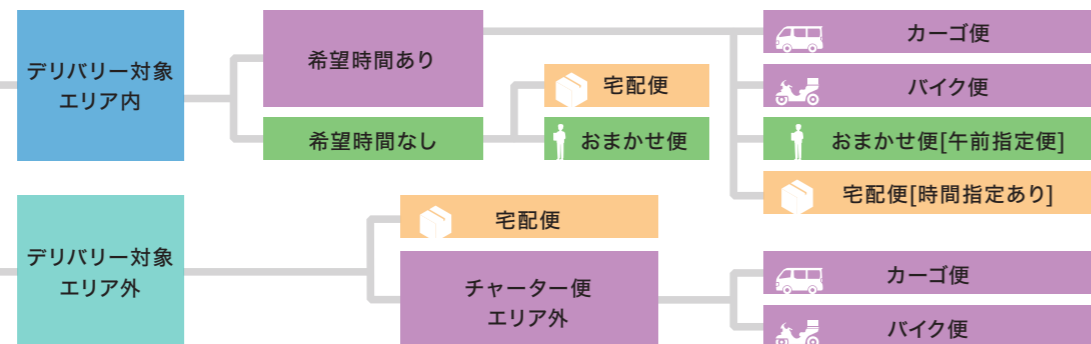 デリバリー対象
エリア内
希望時間あり
希望時間なし
宅配便
おまかせ便
カーゴ便
バイク便
おまかせ便[午前指定便]
宅配便[時間指定あり]
デリバリー対象
エリア外
宅配便
チャーター便
エリア外
カーゴ便
バイク便